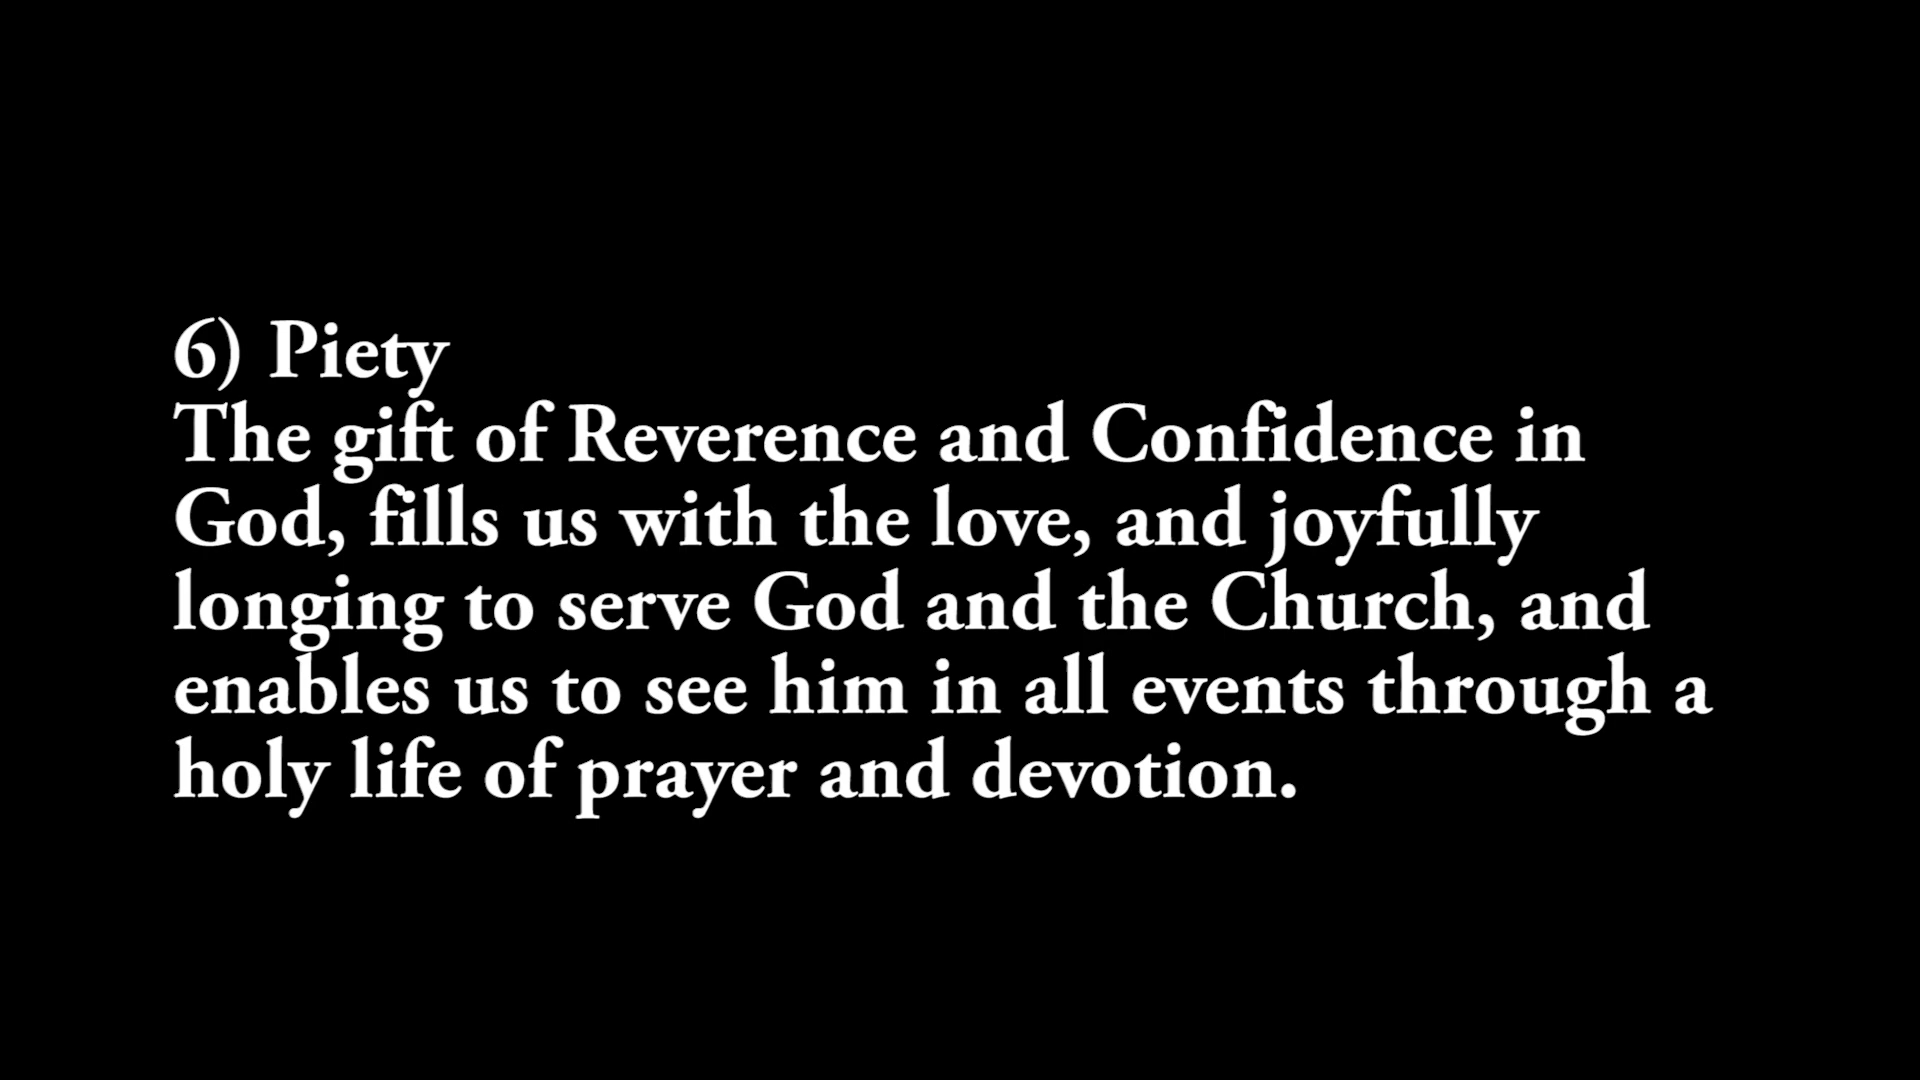 6) Piety
The gift of Reverence and Confidence in
God, fills us with the love, and joyfully
longing to serve God and the Church, and
enables us to see him in all events through a
holy life of prayer and devotion.